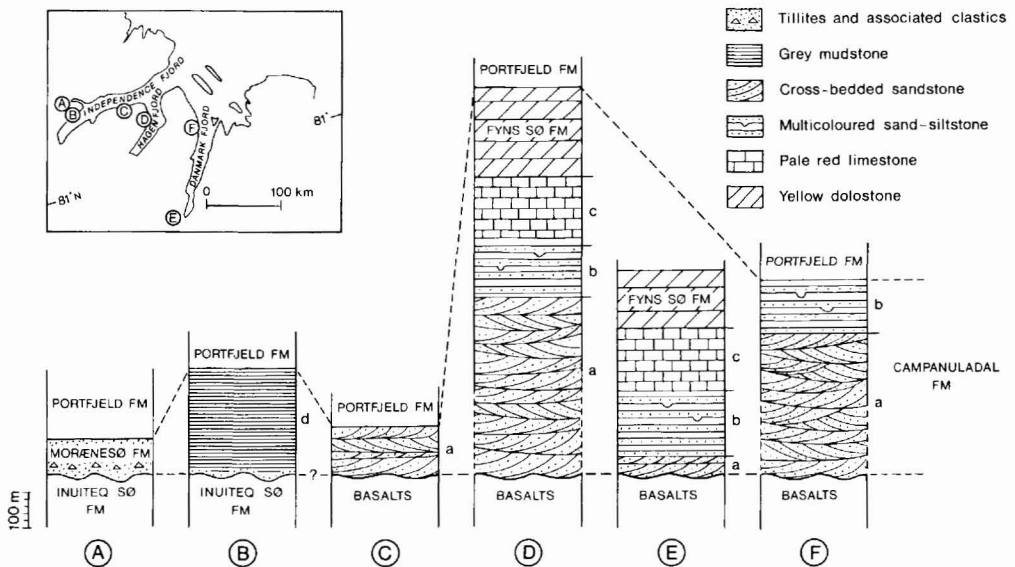 A
B
C
D
E
F
INDEPENDENCE FJORD
HAGEN FJORD
DANMARK FJORD
81°
81°N
0 100 km
Tillites and associated clastics
Grey mudstone
Cross-bedded sandstone
Multicoloured sand-siltstone
Pale red limestone
Yellow dolostone
100 m
PORTFJELD FM
MORÆNESØ FM
INUITEQ SØ
FM
A
PORTFJELD FM
d
INUITEQ SØ
FM
B
?
PORTFJELD FM
a
BASALTS
C
PORTFJELD FM
FYNS SØ FM
c
b
a
BASALTS
D
FYNS SØ FM
c
b
a
BASALTS
E
PORTFJELD FM
b
a
BASALTS
F
CAMPANULADAL
FM